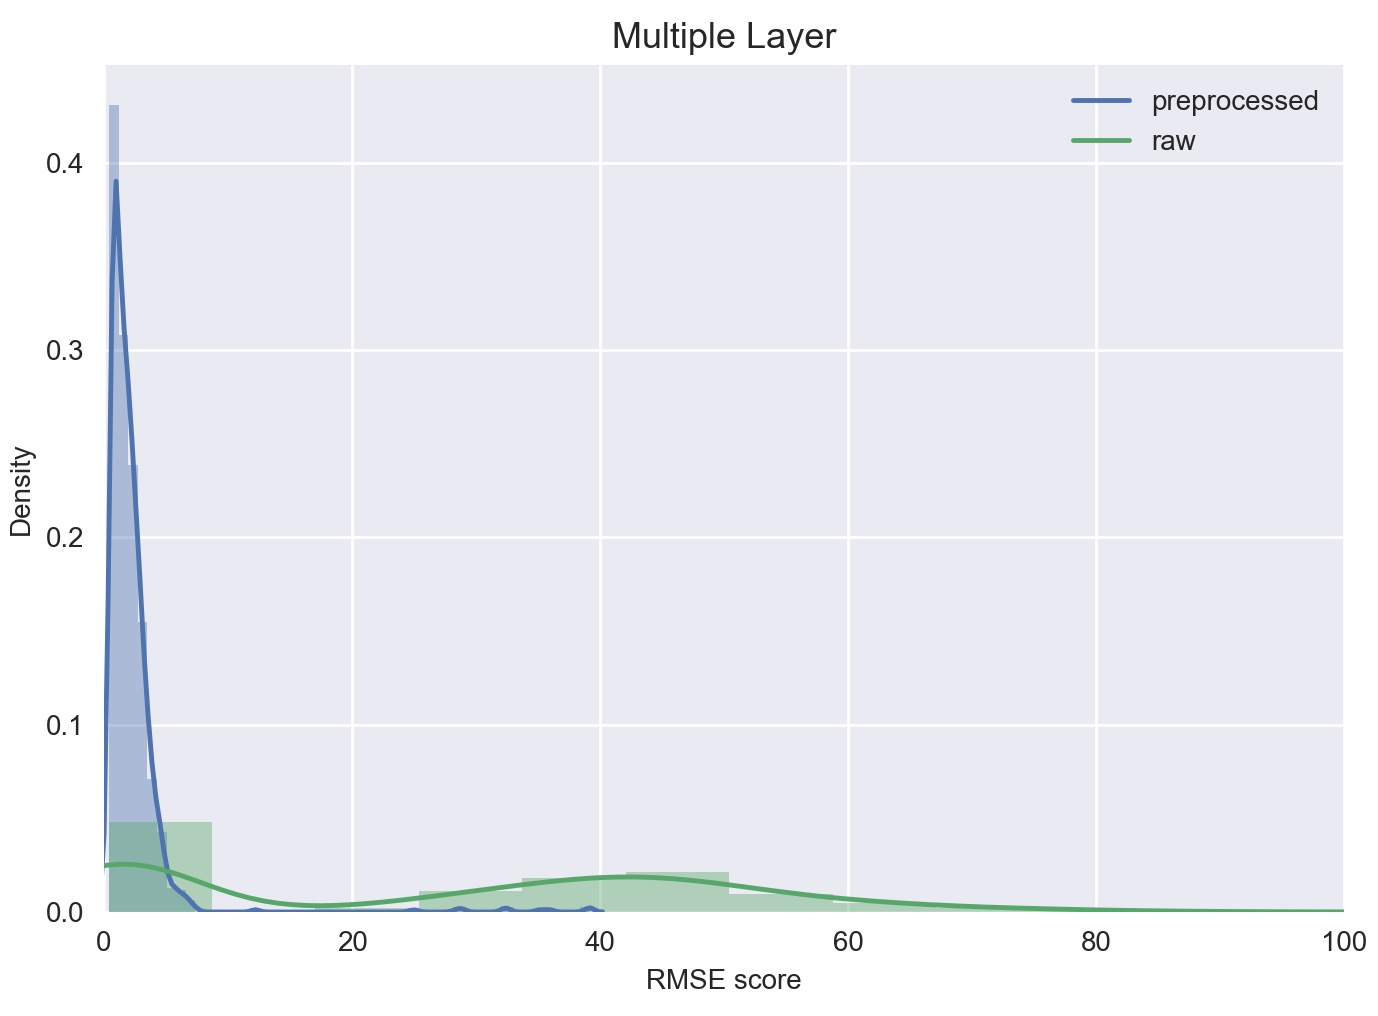 Multiple Layer
preprocessed
raw
0.4
0.3
0.2
0.1
0.0
Density
0 20 40 60 80 100
RMSE score